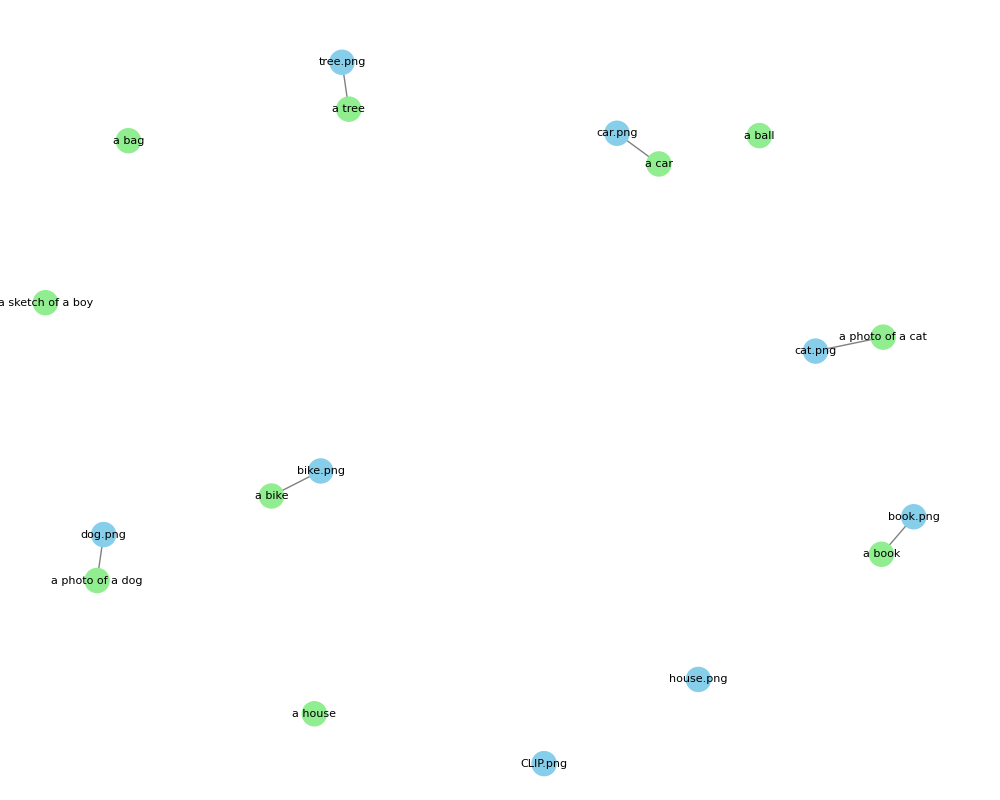 tree.png
a tree
car.png
a ball
a bag
a car
a sketch of a boy
a photo of a cat
cat.png
bike.png
a bike
book.png
dog.png
a book
a photo of a dog
house.png
a house
CLIP.png